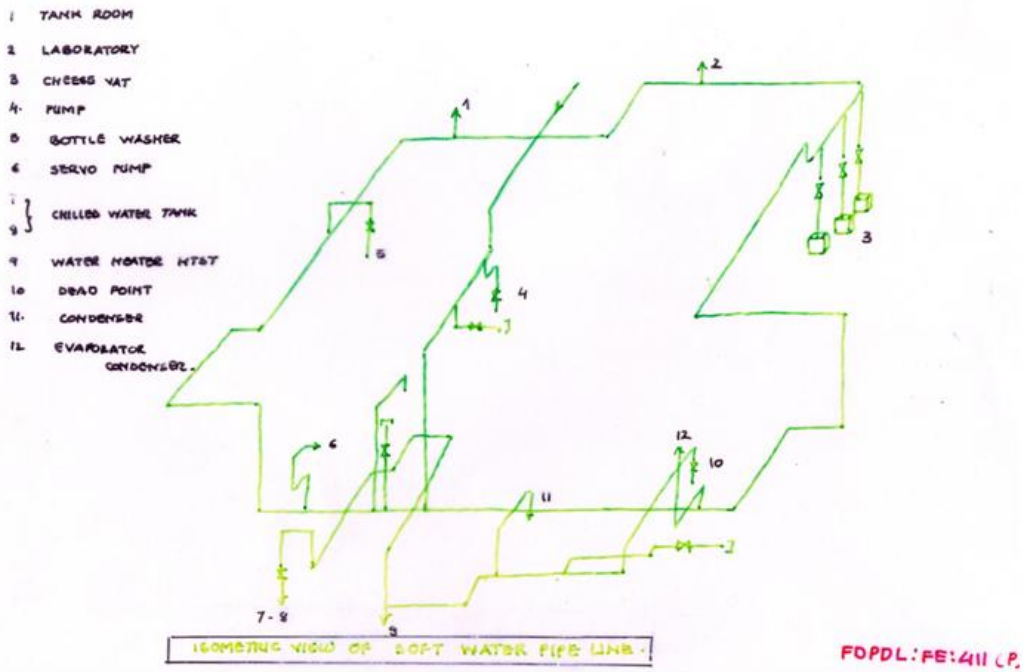 1 TANK ROOM
2 LABORATORY
3 CHEESE VAT
4. PUMP
5 BOTTLE WASHER
6 SERVO PUMP
7
8 } CHILLED WATER TANK
9 WATER HEATER HTST
10 DEAD POINT
11. CONDENSER
12 EVAPORATOR
CONDENSER.
1
2
3
4
5
6
7-8
9
10
11
12
ISOMETRIC VIEW OF SOFT WATER PIPE LINE.
FDPDL:FE:411 (P.